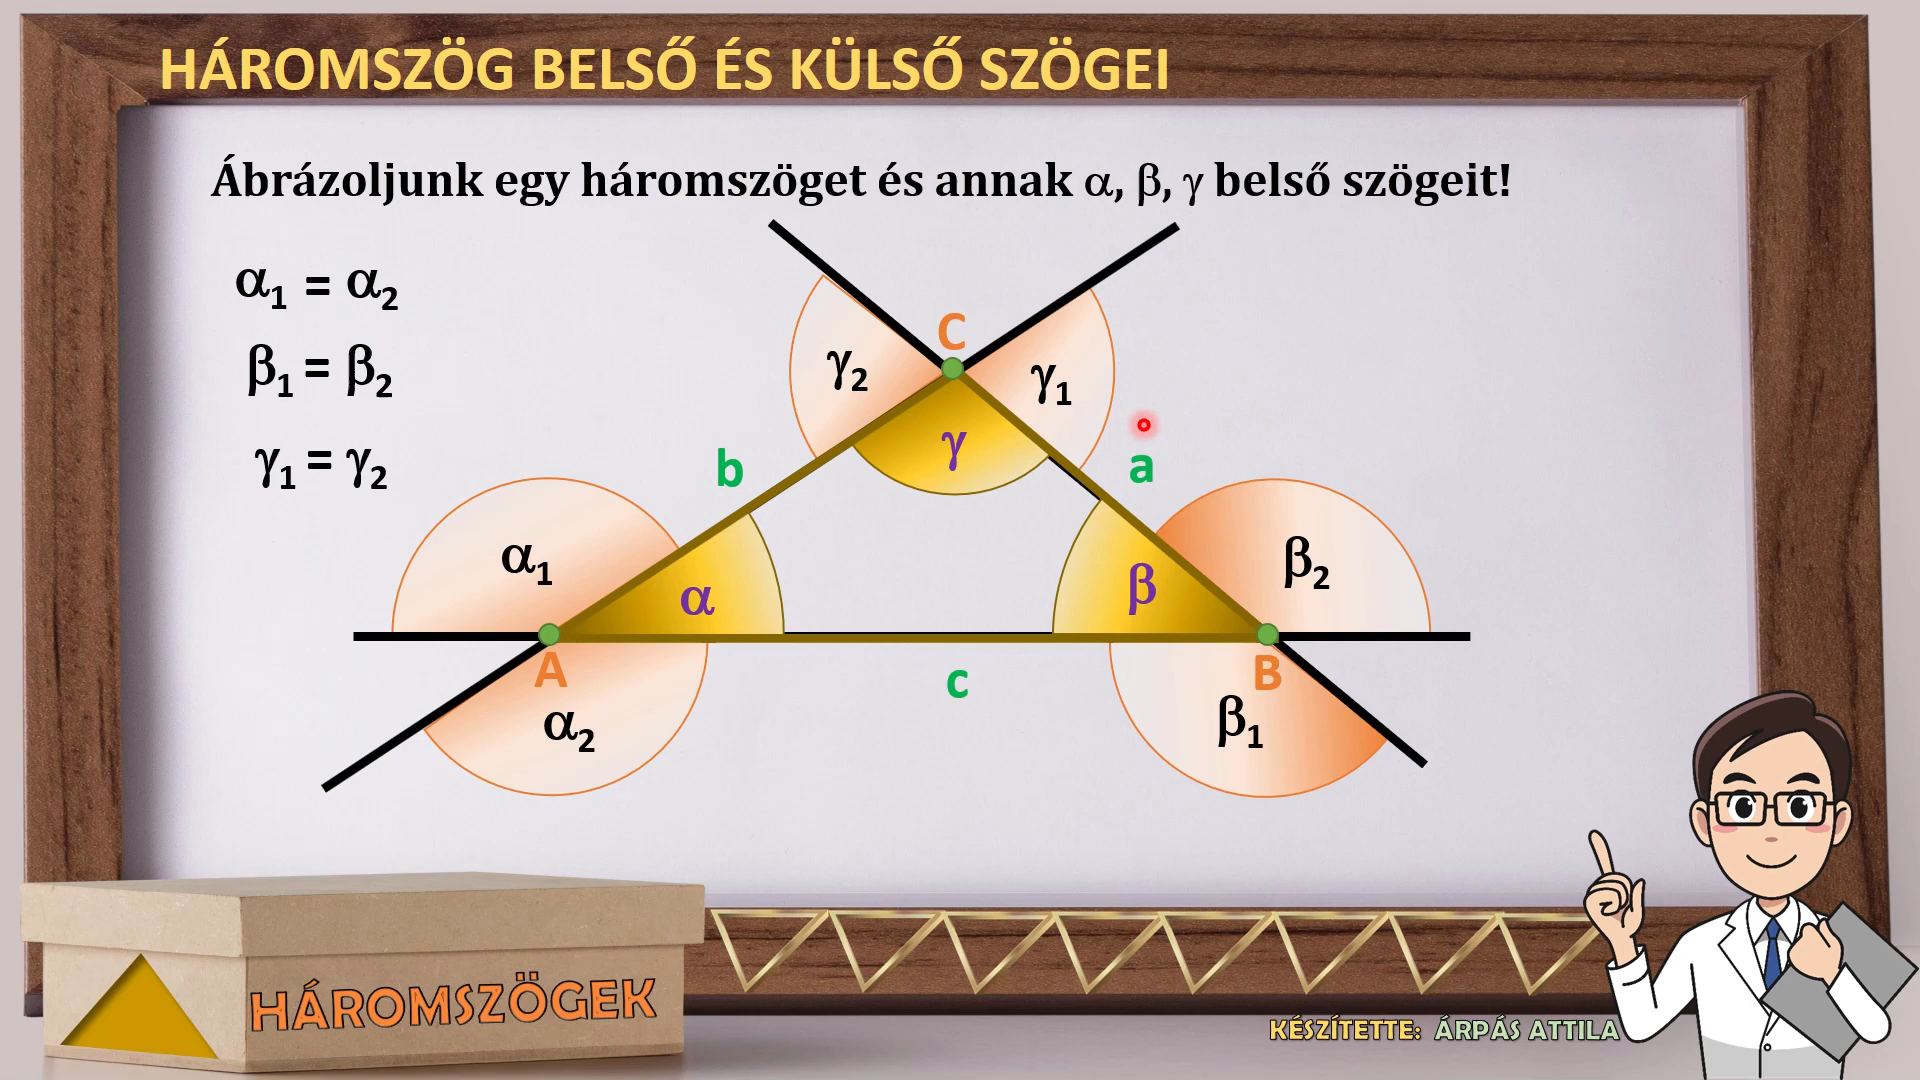 HÁROMSZÖG BELSŐ ÉS KÜLSŐ SZÖGEI
Ábrázoljunk egy háromszöget és annak α, β, γ belső szögeit!
α₁ = α₂
β₁ = β₂
γ₁ = γ₂
C
γ₂
γ₁
γ
b
a
α₁
α
β
β₂
A
c
B
α₂
β₁
HÁROMSZÖGEK
KÉSZÍTETTE: ÁRPÁS ATTILA